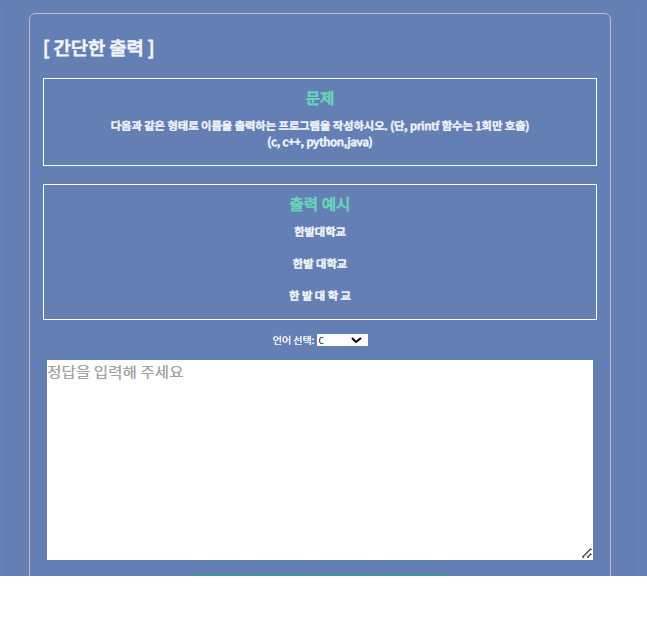 [ 간단한 출력 ]
문제
다음과 같은 형태로 이름을 출력하는 프로그램을 작성하시오. (단, printf 함수는 1회만 호출)
(c, c++, python,java)
출력 예시
한발대학교
한발 대학교
한 발 대 학 교
언어 선택: C
정답을 입력해 주세요